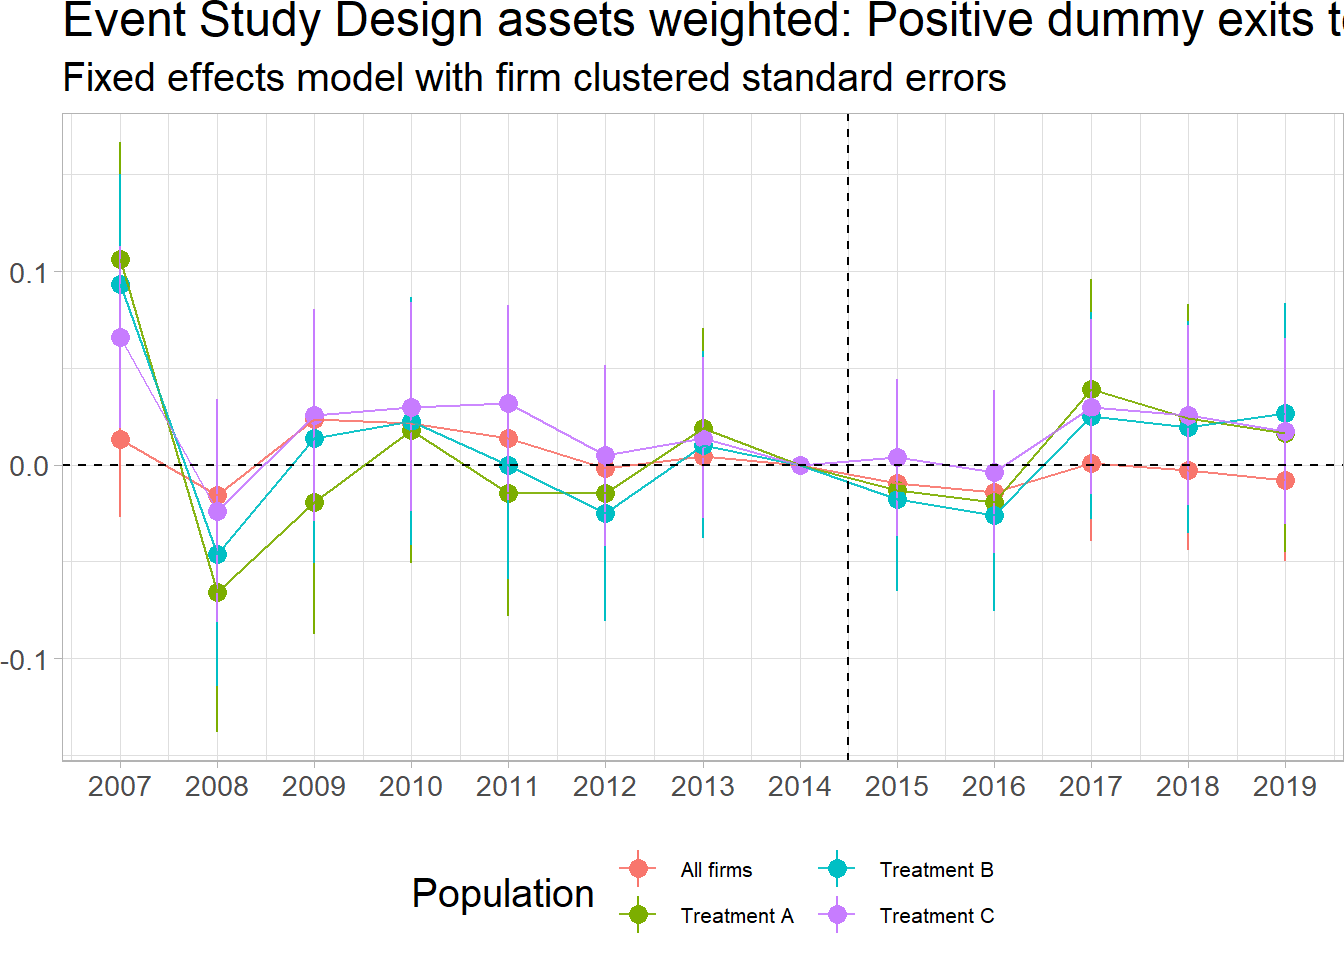 Event Study Design assets weighted: Positive dummy exits
Fixed effects model with firm clustered standard errors
0.1
0.0
-0.1
2007 2008 2009 2010 2011 2012 2013 2014 2015 2016 2017 2018 2019
Population
All firms
Treatment A
Treatment B
Treatment C